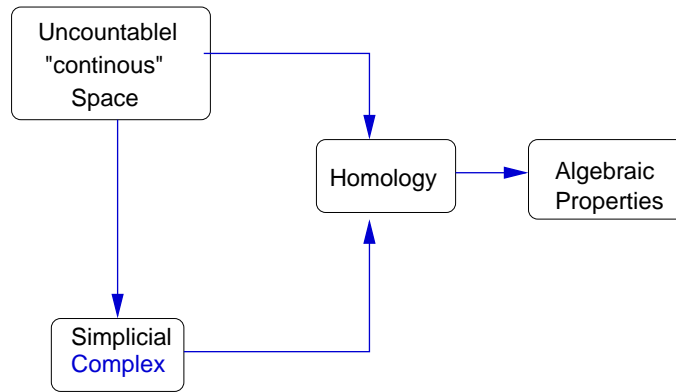 Uncountablel
"continous"
Space
Homology
Algebraic
Properties
Simplicial
Complex